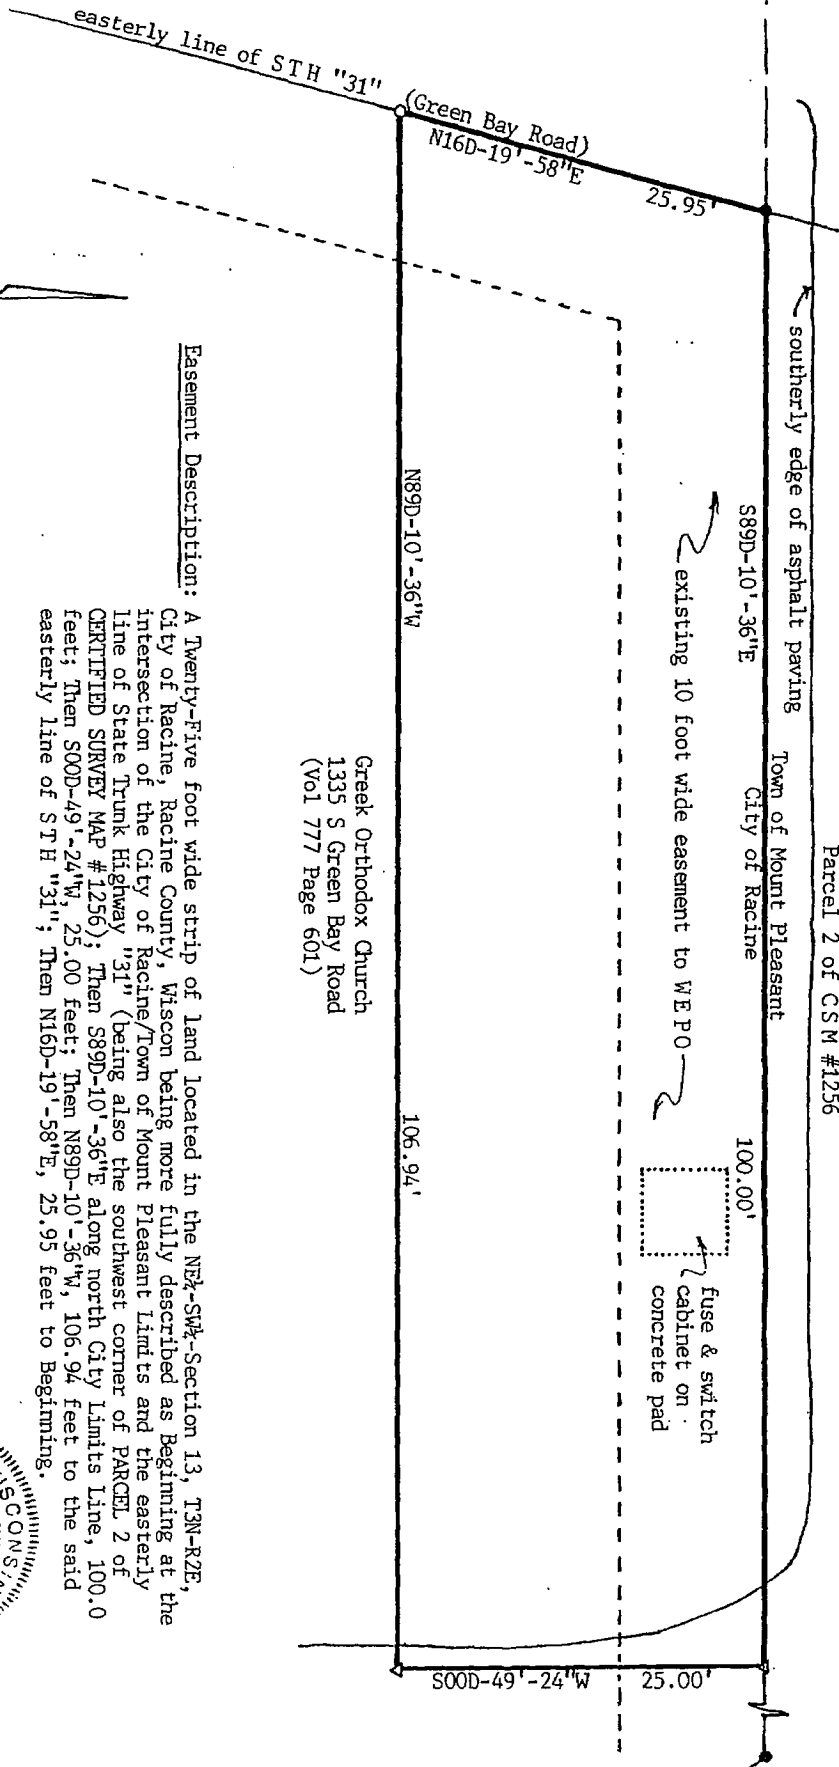 Parcel 2 of CSM #1256
southerly edge of asphalt paving
Town of Mount Pleasant
City of Racine
S89D-10'-36"E
100.00'
easterly line of STH "31"
(Green Bay Road)
N16D-19'-58"E
25.95'
existing 10 foot wide easement to WEPO
fuse & switch
cabinet on
concrete pad
N89D-10'-36"W
106.94'
S00D-49'-24"W
25.00'
Greek Orthodox Church
1335 S Green Bay Road
(Vol 777 Page 601)
Easement Description: A Twenty-Five foot wide strip of land located in the NE¼-SW¼-Section 13, T3N-R2E,
City of Racine, Racine County, Wiscon being more fully described as Beginning at the
intersection of the City of Racine/Town of Mount Pleasant Limits and the easterly
line of State Trunk Highway "31" (being also the southwest corner of PARCEL 2 of
CERTIFIED SURVEY MAP #1256); Then S89D-10'-36"E along north City Limits Line, 100.0
feet; Then S00D-49'-24"W, 25.00 feet; Then N89D-10'-36"W, 106.94 feet to the said
easterly line of STH "31"; Then N16D-19'-58"E, 25.95 feet to Beginning.
SCONS